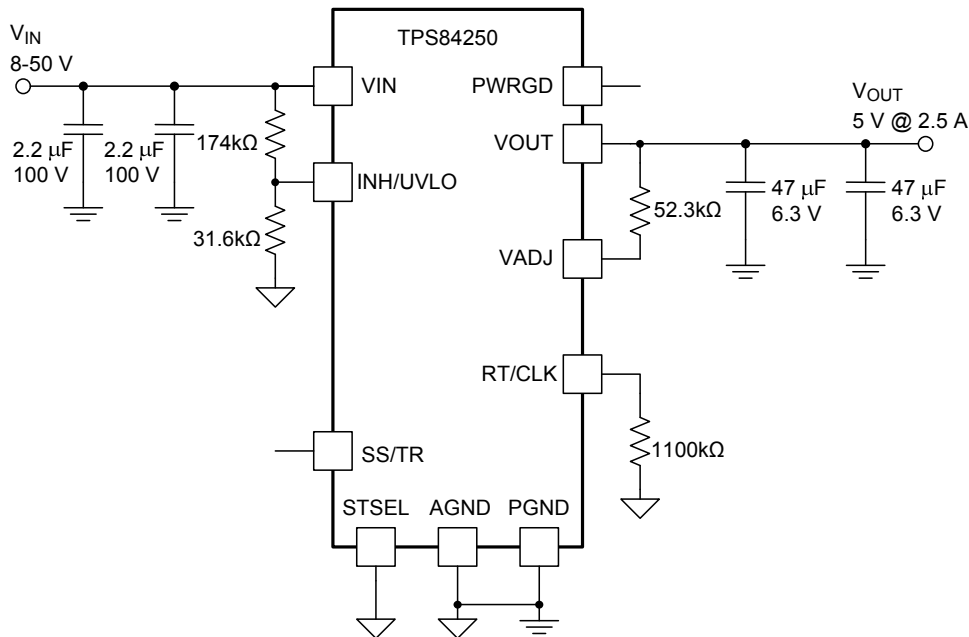 TPS84250
VIN
8-50 V
VIN
PWRGD
VOUT
5 V @ 2.5 A
VOUT
2.2 μF
100 V
2.2 μF
100 V
174kΩ
INH/UVLO
31.6kΩ
52.3kΩ
47 μF
6.3 V
47 μF
6.3 V
VADJ
RT/CLK
1100kΩ
SS/TR
STSEL AGND PGND